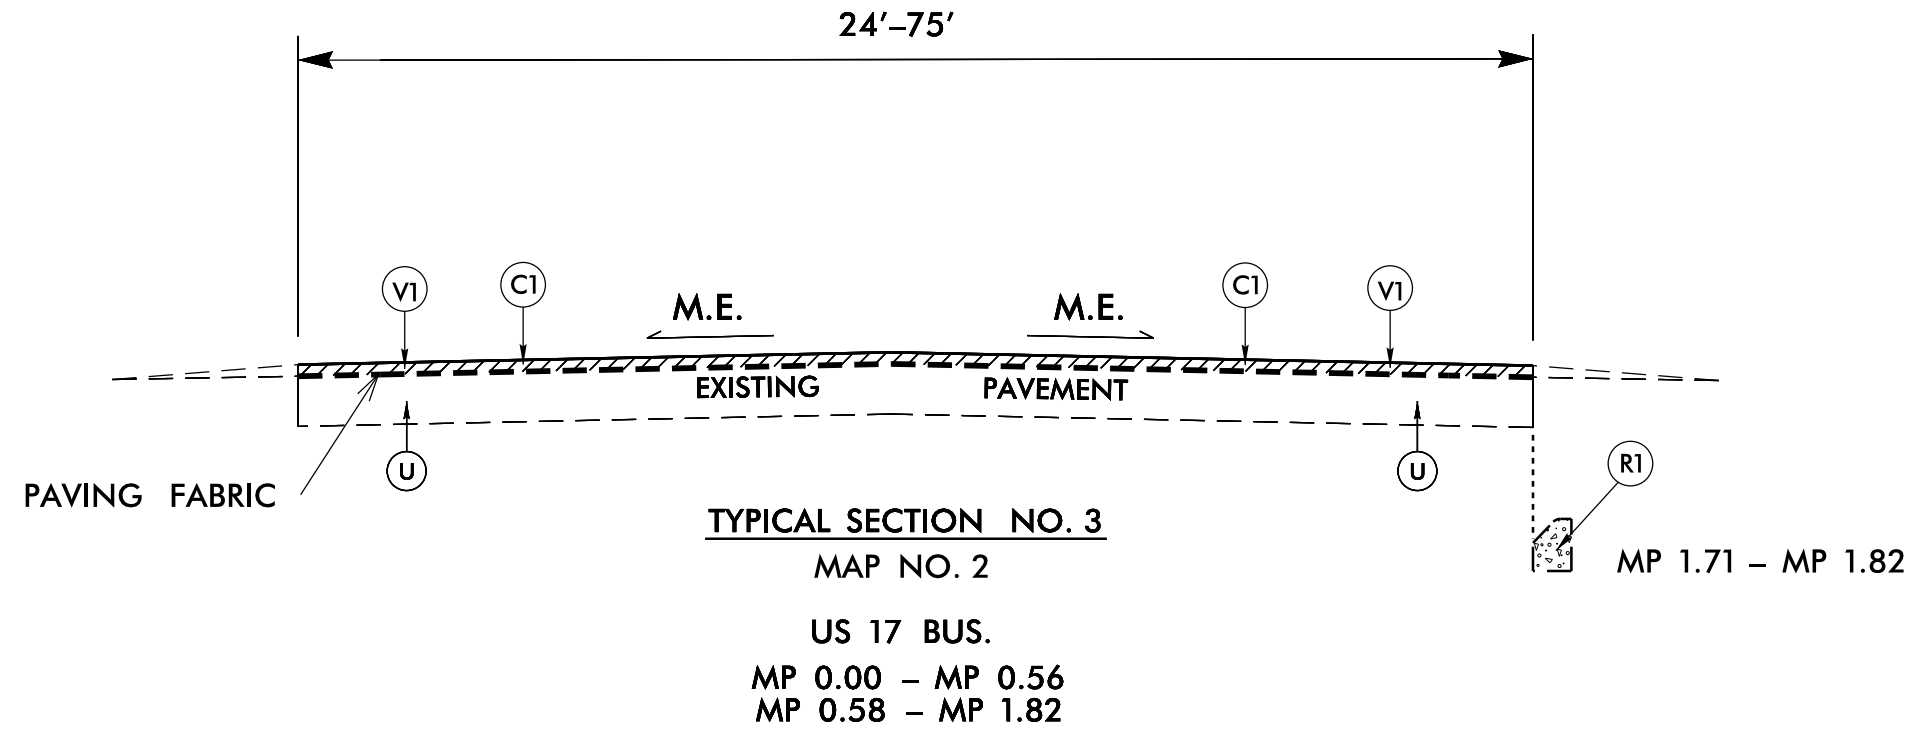 24’–75’
V1
C1
M.E.
M.E.
C1
V1
EXISTING PAVEMENT
U
U
R1
PAVING FABRIC
TYPICAL SECTION NO. 3
MAP NO. 2
MP 1.71 – MP 1.82
US 17 BUS.
MP 0.00 – MP 0.56
MP 0.58 – MP 1.82